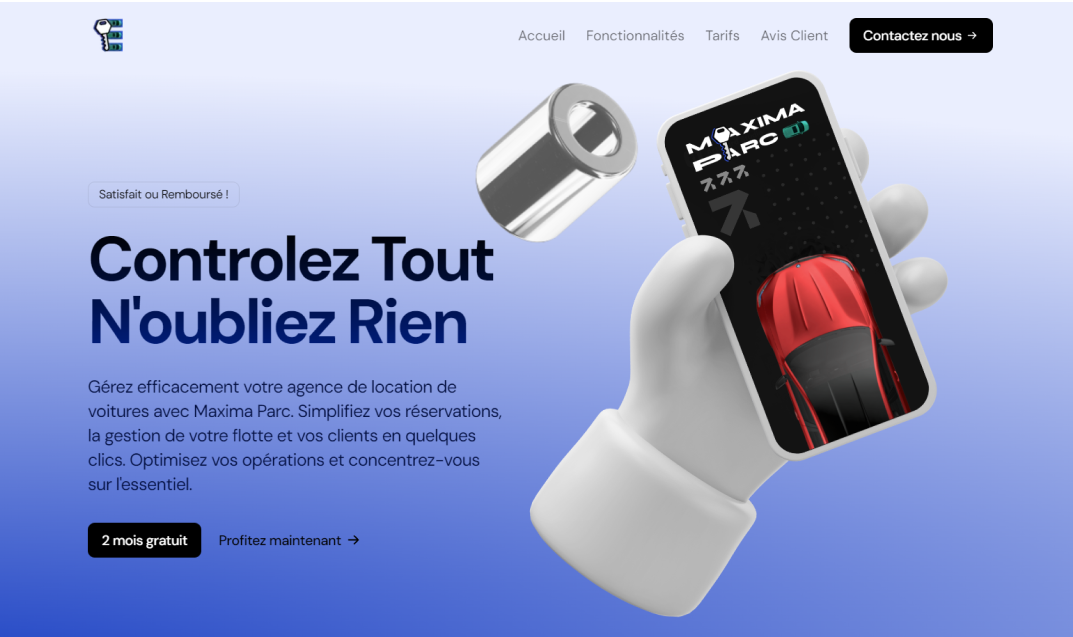 Accueil Fonctionnalités Tarifs Avis Client Contactez nous →
MAXIMA
PARC
Satisfait ou Remboursé !
Controlez Tout
N'oubliez Rien
Gérez efficacement votre agence de location de
voitures avec Maxima Parc. Simplifiez vos réservations,
la gestion de votre flotte et vos clients en quelques
clics. Optimisez vos opérations et concentrez-vous
sur l'essentiel.
2 mois gratuit Profitez maintenant →